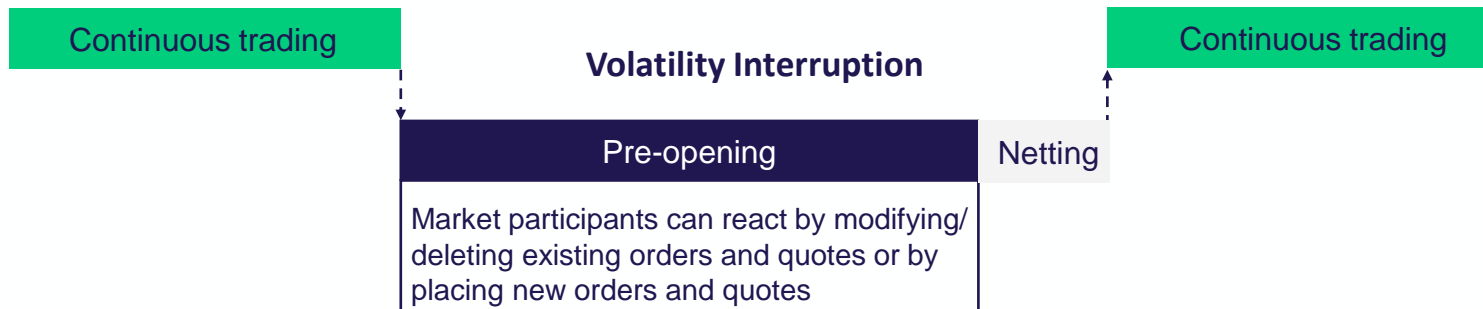 Continuous trading
Continuous trading
Volatility Interruption
Pre-opening
Netting
Market participants can react by modifying/
deleting existing orders and quotes or by
placing new orders and quotes